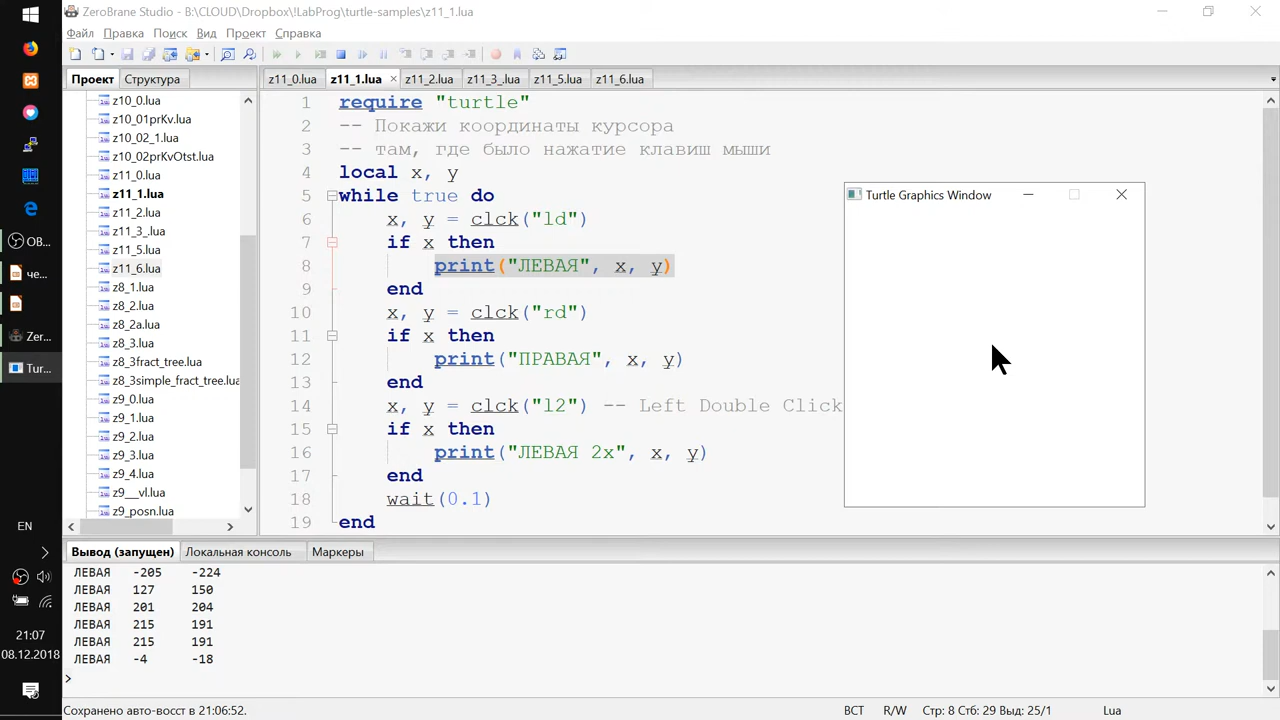 ZeroBrane Studio - B:\CLOUD\Dropbox\!LabProg\turtle-samples\z11_1.lua
Файл Правка Поиск Вид Проект Справка
Проект Структура
z11_0.lua z11_1.lua z11_2.lua z11_3_.lua z11_5.lua z11_6.lua
z10_0.lua
z10_01prKv.lua
z10_02_1.lua
z10_02prKvOtst.lua
z11_0.lua
z11_1.lua
z11_2.lua
z11_3_.lua
z11_5.lua
z11_6.lua
z8_1.lua
z8_2.lua
z8_2a.lua
z8_3.lua
z8_3fract_tree.lua
z8_3simple_fract_tree.lua
z9_0.lua
z9_1.lua
z9_2.lua
z9_3.lua
z9_4.lua
z9__vl.lua
z9_posn.lua
1 require "turtle"
2 -- Покажи координаты курсора
3 -- там, где было нажатие клавиш мыши
4 local x, y
5 while true do
6 x, y = clck("ld")
7 if x then
8 print("ЛЕВАЯ", x, y)
9 end
10 x, y = clck("rd")
11 if x then
12 print("ПРАВАЯ", x, y)
13 end
14 x, y = clck("l2") -- Left Double Click
15 if x then
16 print("ЛЕВАЯ 2x", x, y)
17 end
18 wait(0.1)
19 end
Turtle Graphics Window
Вывод (запущен) Локальная консоль Маркеры
ЛЕВАЯ -205 -224
ЛЕВАЯ 127 150
ЛЕВАЯ 201 204
ЛЕВАЯ 215 191
ЛЕВАЯ 215 191
ЛЕВАЯ -4 -18
>
Сохранено авто-восст в 21:06:52.
ВСТ R/W Стр: 8 Стб: 29 Выд: 25/1 Lua
OB...
че...
Zer...
Tur...
EN
21:07
08.12.2018